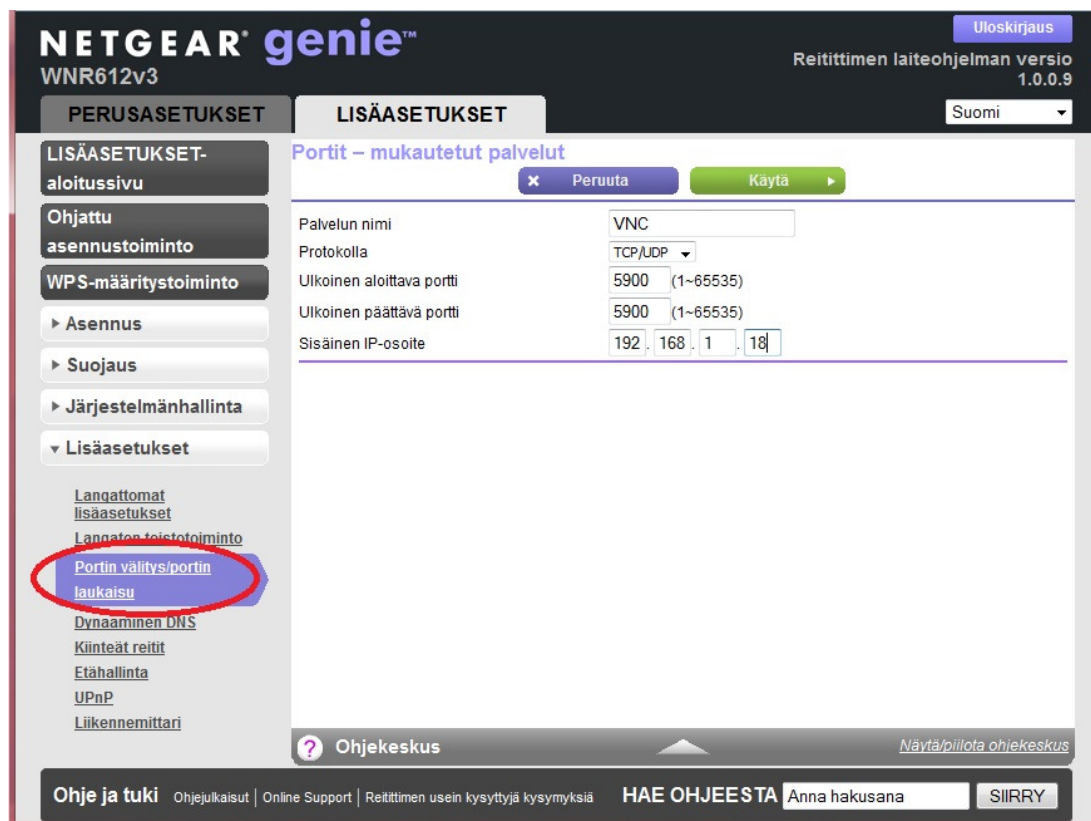 NETGEAR® genie™
WNR612v3
Uloskirjaus
Reitittimen laiteohjelman versio
1.0.0.9
PERUSASETUKSET
LISÄASETUKSET
Suomi
LISÄASETUKSET-
aloitussivu
Ohjattu
asennustoiminto
WPS-määritystoiminto
Asennus
Suojaus
Järjestelmänhallinta
Lisäasetukset
Langattomat
lisäasetukset
Langaton toistotoiminto
Portin välitys/portin
laukaisu
Dynaaminen DNS
Kiinteät reitit
Etähallinta
UPnP
Liikennemittari
Portit – mukautetut palvelut
Peruuta Käytä
Palvelun nimi VNC
Protokolla TCP/UDP
Ulkoinen aloittava portti 5900 (1~65535)
Ulkoinen päättävä portti 5900 (1~65535)
Sisäinen IP-osoite 192 . 168 . 1 . 18
? Ohjekeskus Näytä/piilota ohjekeskus
Ohje ja tuki Ohjejulkaisut | Online Support | Reitittimen usein kysyttyjä kysymyksiä HAE OHJEESTA Anna hakusana SIIRRY